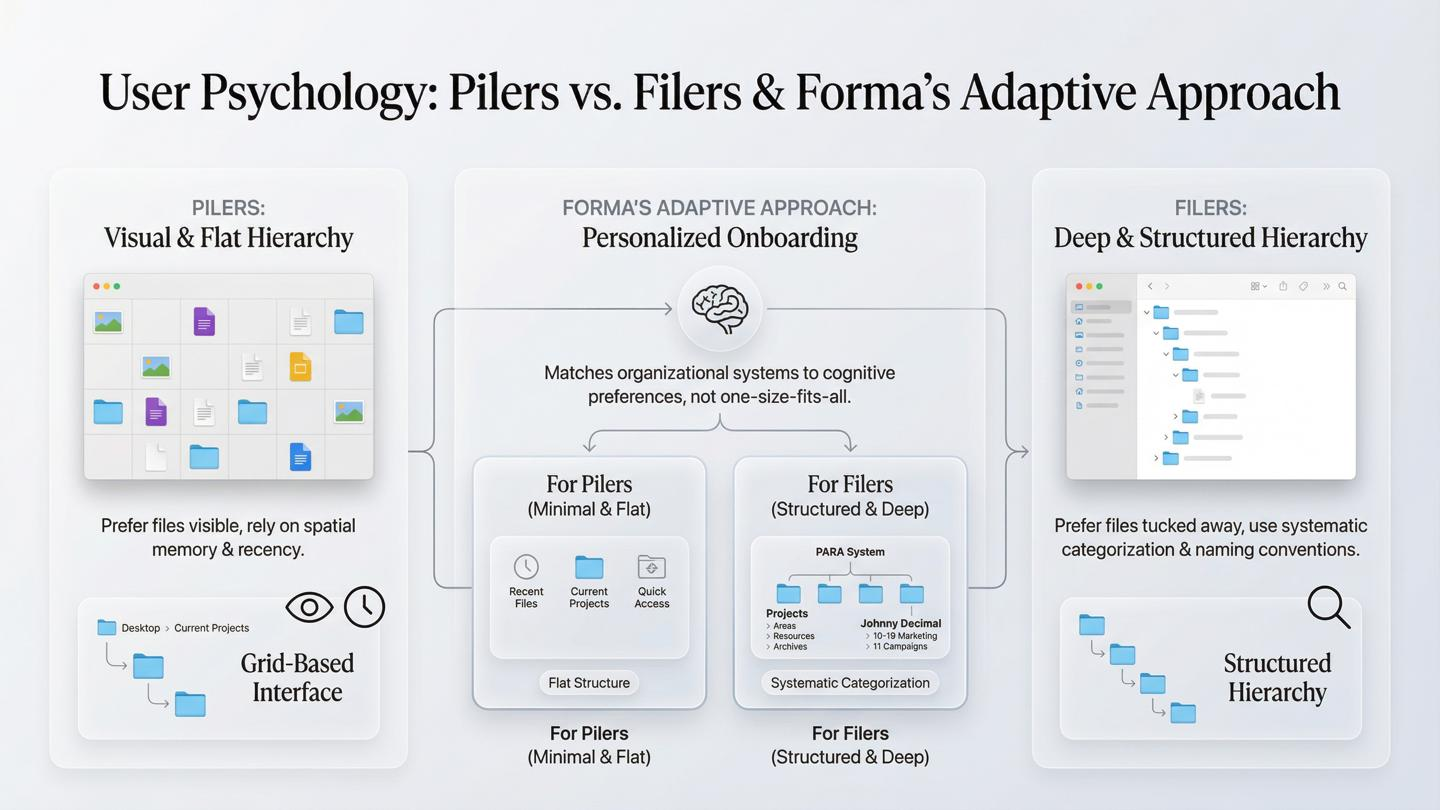 User Psychology: Pilers vs. Filers & Forma’s Adaptive Approach
PILERS:
Visual & Flat Hierarchy
Prefer files visible, rely on spatial
memory & recency.
Desktop › Current Projects
Grid-Based
Interface
FORMA’S ADAPTIVE APPROACH:
Personalized Onboarding
Matches organizational systems to cognitive
preferences, not one-size-fits-all.
For Pilers
(Minimal & Flat)
Recent
Files
Current
Projects
Quick
Access
Flat Structure
For Pilers
(Minimal & Flat)
For Filers
(Structured & Deep)
PARA System
Projects
› Areas
› Resources
› Archives
Johnny Decimal
› 10-19 Marketing
› 11 Campaigns
Systematic Categorization
For Filers
(Structured & Deep)
FILERS:
Deep & Structured Hierarchy
Prefer files tucked away, use systematic
categorization & naming conventions.
Structured
Hierarchy